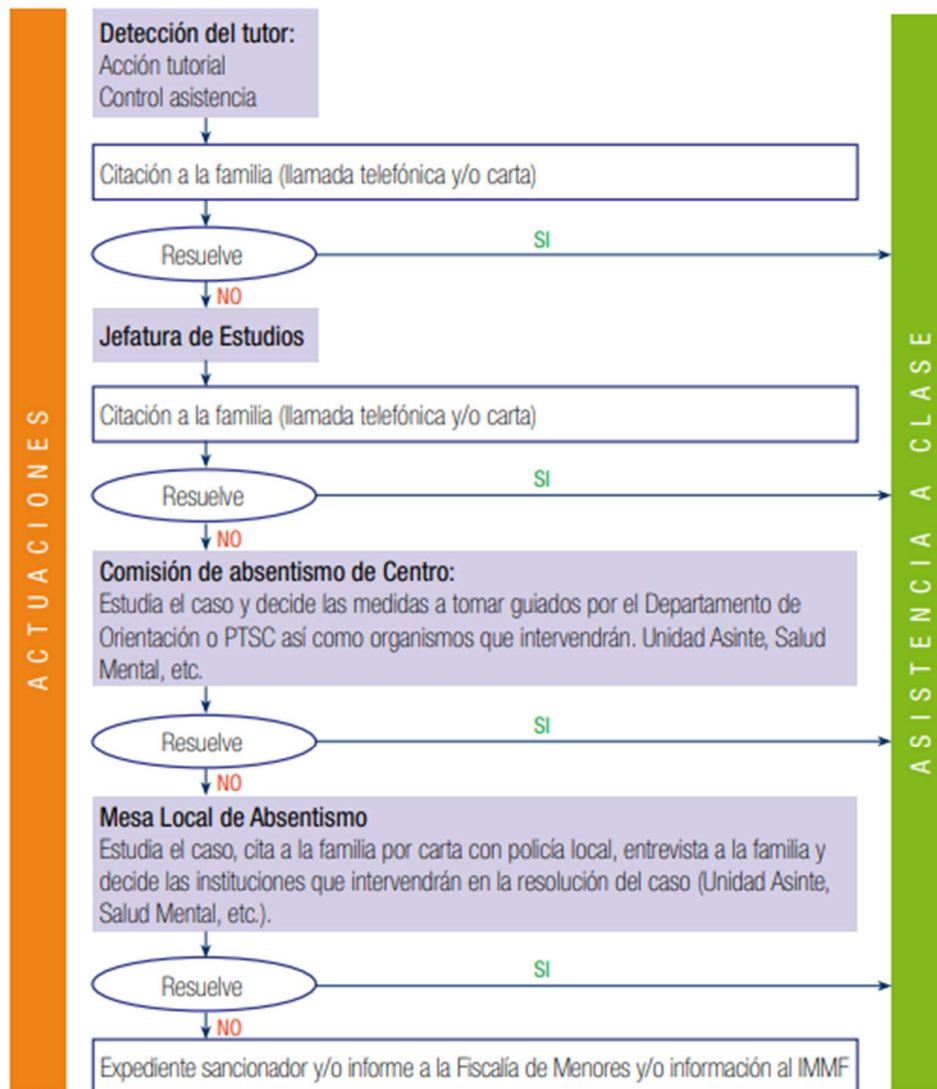 ACTUACIONES
Detección del tutor:
Acción tutorial
Control asistencia
Citación a la familia (llamada telefónica y/o carta)
Resuelve
SI
NO
Jefatura de Estudios
Citación a la familia (llamada telefónica y/o carta)
Resuelve
SI
NO
Comisión de absentismo de Centro:
Estudia el caso y decide las medidas a tomar guiados por el Departamento de
Orientación o PTSC así como organismos que intervendrán. Unidad Asinte, Salud
Mental, etc.
Resuelve
SI
NO
Mesa Local de Absentismo
Estudia el caso, cita a la familia por carta con policía local, entrevista a la familia y
decide las instituciones que intervendrán en la resolución del caso (Unidad Asinte,
Salud Mental, etc.).
Resuelve
SI
NO
Expediente sancionador y/o informe a la Fiscalía de Menores y/o información al IMMF
ASISTENCIA A CLASE